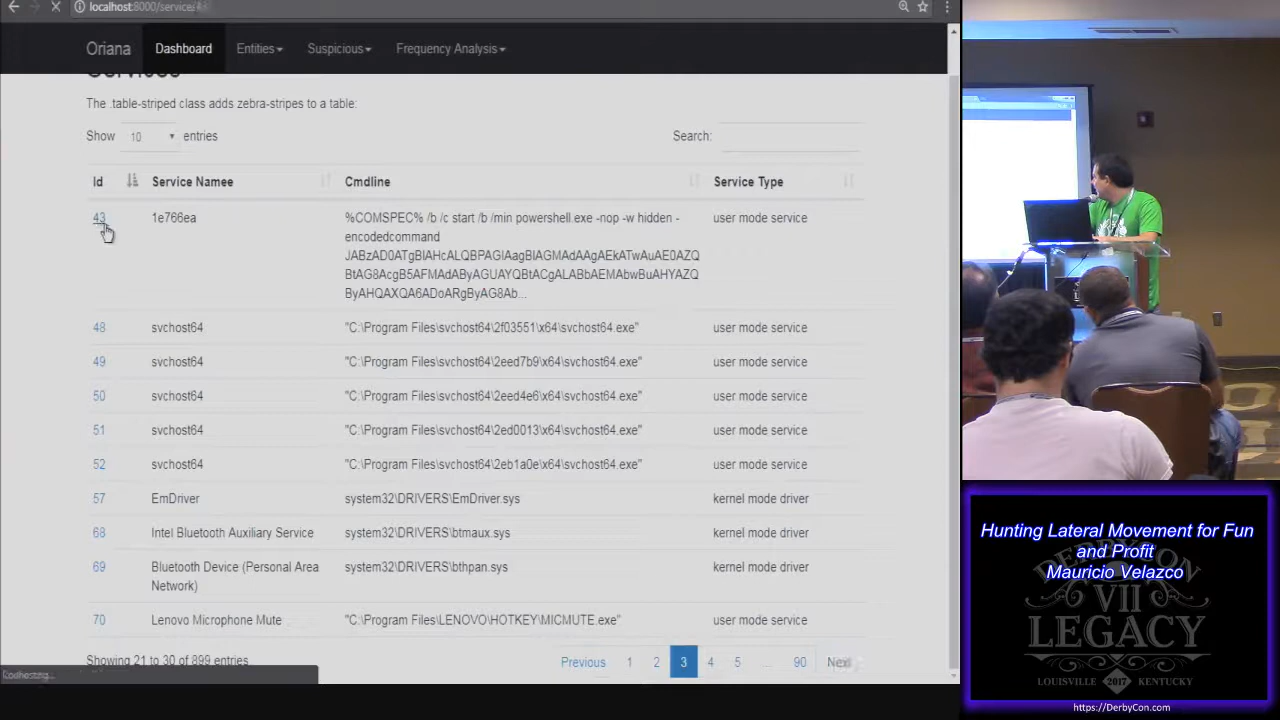 localhost:8000/service/
Oriana Dashboard Entities Suspicious Frequency Analysis
Services
The .table-striped class adds zebra-stripes to a table:
Show 10 entries Search:
Id Service Namee Cmdline Service Type
43 1e766ea %COMSPEC% /b /c start /b /min powershell.exe -nop -w hidden - user mode service
encodedcommand
BtAG8AcgB5AFMAdAByAGUAYQBtACgALABbAEMAbwBuAHYAZQ
ByAHQAXQA6ADoARgByAG8Ab...
48 svchost64 "C:\Program Files\svchost64\2f03551\x64\svchost64.exe" user mode service
49 svchost64 "C:\Program Files\svchost64\2eed7b9\x64\svchost64.exe" user mode service
50 svchost64 "C:\Program Files\svchost64\2eed4e6\x64\svchost64.exe" user mode service
51 svchost64 "C:\Program Files\svchost64\2ed0013\x64\svchost64.exe" user mode service
52 svchost64 "C:\Program Files\svchost64\2eb1a0e\x64\svchost64.exe" user mode service
57 EmDriver system32\DRIVERS\EmDriver.sys kernel mode driver
68 Intel Bluetooth Auxiliary Service system32\DRIVERS\btmaux.sys kernel mode driver
69 Bluetooth Device (Personal Area system32\DRIVERS\bthpan.sys kernel mode driver
Network)
70 Lenovo Microphone Mute "C:\Program Files\LENOVO\HOTKEY\MICMUTE.exe" user mode service
Showing 21 to 30 of 899 entries Previous 1 2 3 4 5 ... 90 Next
Hunting Lateral Movement for Fun
and Profit
Mauricio Velazco
DERBYCON
VII
LEGACY
LOUISVILLE 2017 KENTUCKY
https://DerbyCon.com